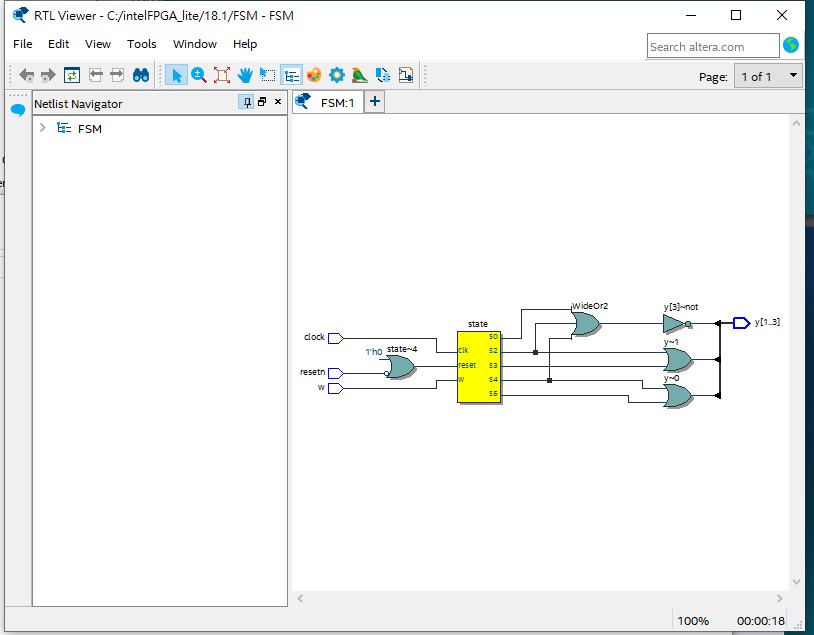 RTL Viewer - C:/intelFPGA_lite/18.1/FSM - FSM
File Edit View Tools Window Help
Search altera.com
Page: 1 of 1
Netlist Navigator
FSM:1
FSM
WideOr2
y[3]~not
state
clock
S0
y[1..3]
1'h0
state~4
clk
S2
y~1
resetn
reset
S3
w
w
S4
y~0
S5
100%
00:00:18